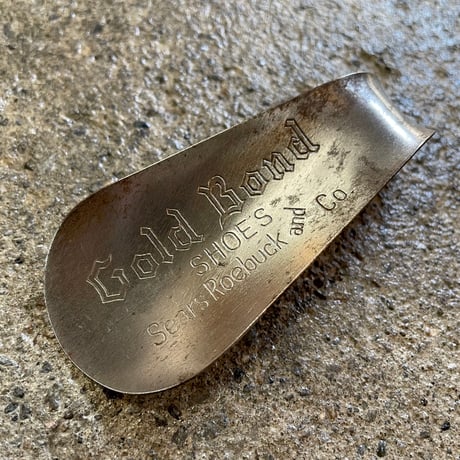 Gold Bond
SHOES
Sears Roebuck and Co.